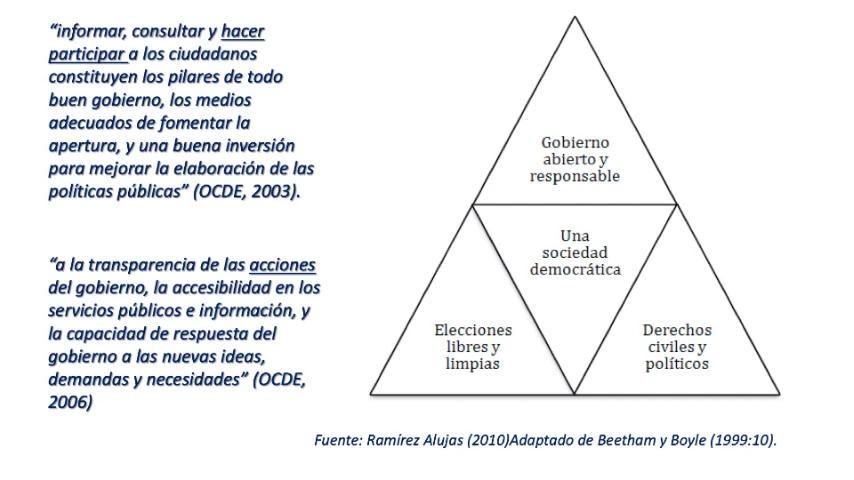 “informar, consultar y hacer
participar a los ciudadanos
constituyen los pilares de todo
buen gobierno, los medios
adecuados de fomentar la
apertura, y una buena inversión
para mejorar la elaboración de las
políticas públicas” (OCDE, 2003).
“a la transparencia de las acciones
del gobierno, la accesibilidad en los
servicios públicos e información, y
la capacidad de respuesta del
gobierno a las nuevas ideas,
demandas y necesidades” (OCDE,
2006)
Gobierno
abierto y
responsable
Una
sociedad
democrática
Elecciones
libres y
limpias
Derechos
civiles y
políticos
Fuente: Ramírez Alujas (2010)Adaptado de Beetham y Boyle (1999:10).